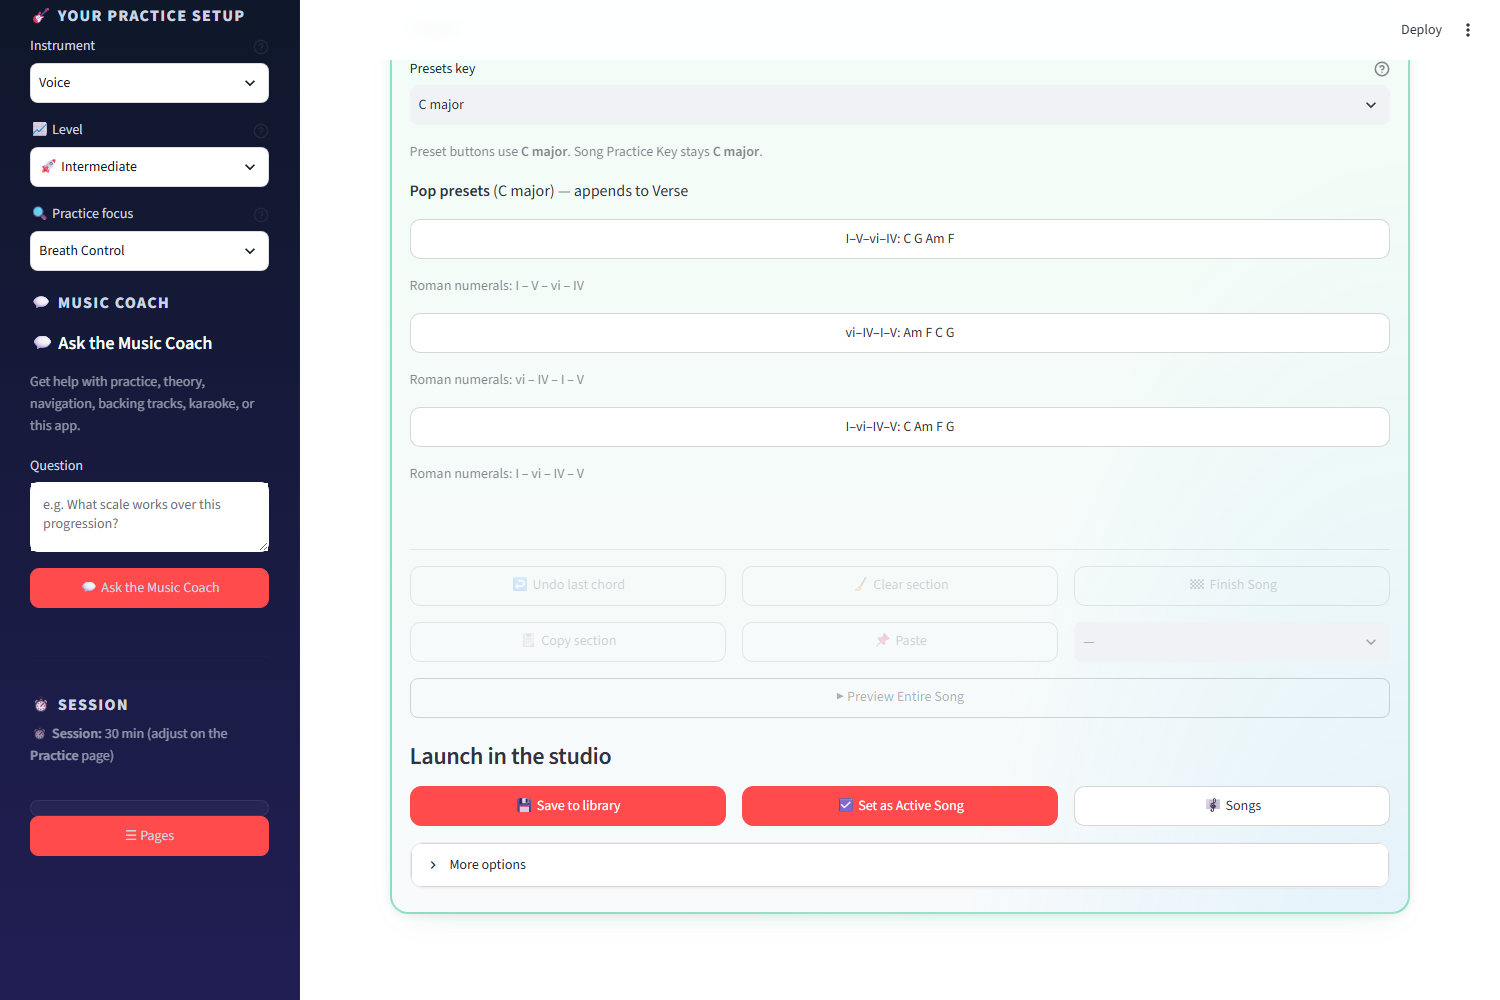 YOUR PRACTICE SETUP
Instrument
Voice
Level
Intermediate
Practice focus
Breath Control
MUSIC COACH
Ask the Music Coach
Get help with practice, theory,
navigation, backing tracks, karaoke, or
this app.
Question
e.g. What scale works over this
progression?
Ask the Music Coach
SESSION
Session: 30 min (adjust on the
Practice page)
Pages
Deploy
Presets key
C major
Preset buttons use C major. Song Practice Key stays C major.
Pop presets (C major) — appends to Verse
I–V–vi–IV: C G Am F
Roman numerals: I – V – vi – IV
vi–IV–I–V: Am F C G
Roman numerals: vi – IV – I – V
I–vi–IV–V: C Am F G
Roman numerals: I – vi – IV – V
Undo last chord
Clear section
Finish Song
Copy section
Paste
—
Preview Entire Song
Launch in the studio
Save to library
Set as Active Song
Songs
More options